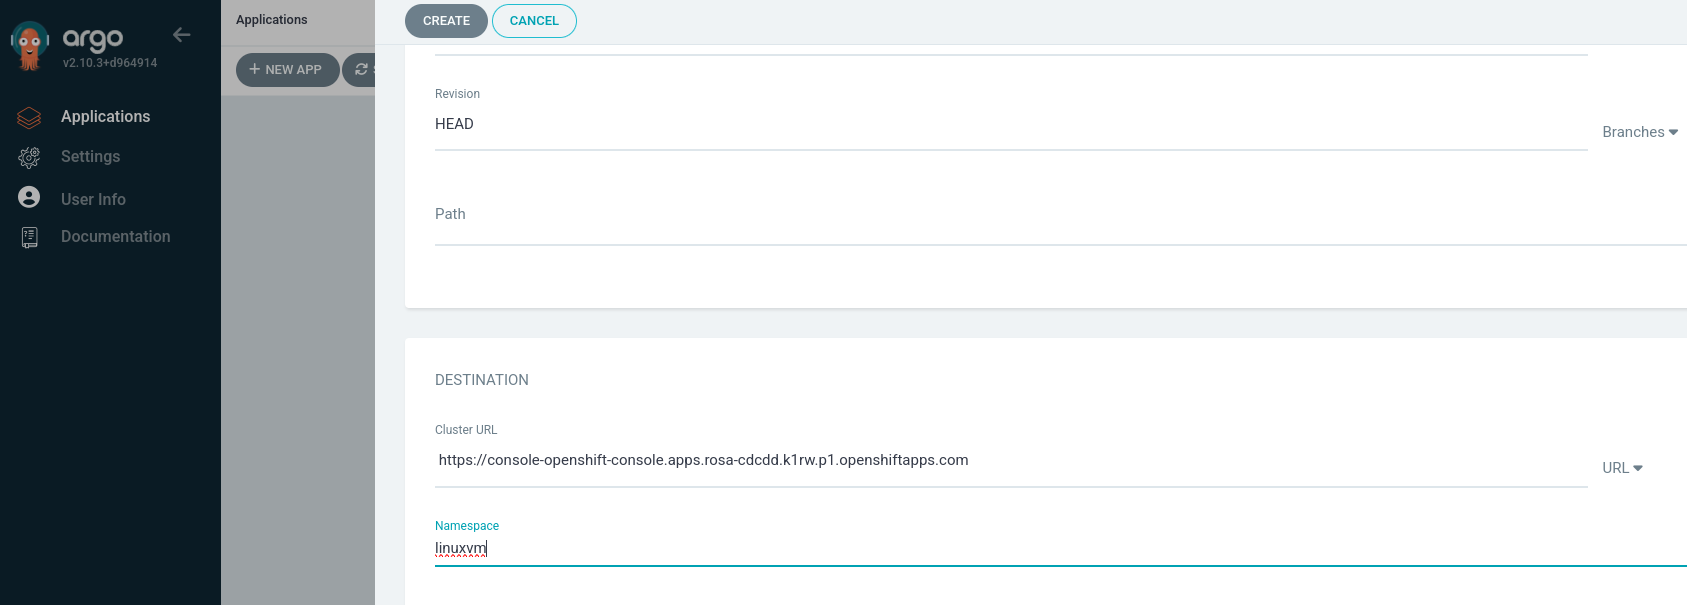 argo
v2.10.3+d964914
Applications
Settings
User Info
Documentation
Applications
+ NEW APP
CREATE
CANCEL
Revision
HEAD
Branches
Path
DESTINATION
Cluster URL
https://console-openshift-console.apps.rosa-cdcdd.k1rw.p1.openshiftapps.com
URL
Namespace
linuxvm